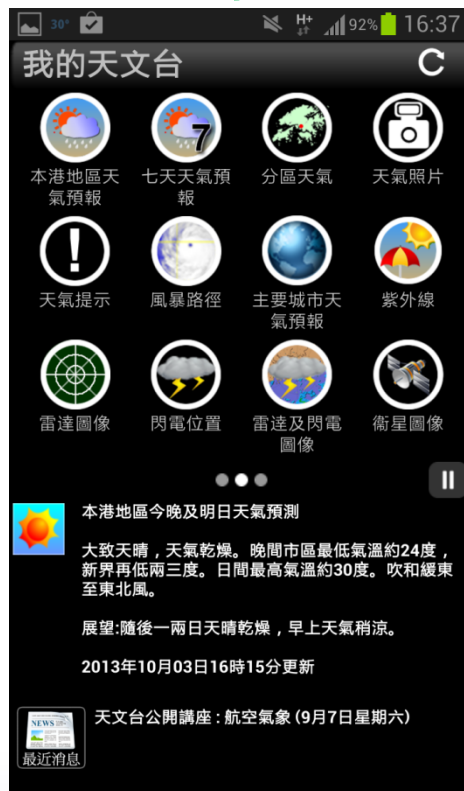 30° H+ 92% 16:37
我的天文台
7
本港地區天
氣預報
七天天氣預
報
分區天氣
天氣照片
天氣提示
風暴路徑
主要城市天
氣預報
紫外線
雷達圖像
閃電位置
雷達及閃電
圖像
衞星圖像
本港地區今晚及明日天氣預測
大致天晴，天氣乾燥。晚間市區最低氣溫約24度，
新界再低兩三度。日間最高氣溫約30度。吹和緩東
至東北風。
展望:隨後一兩日天晴乾燥，早上天氣稍涼。
2013年10月03日16時15分更新
NEWS
最近消息
天文台公開講座 : 航空氣象 (9月7日星期六)